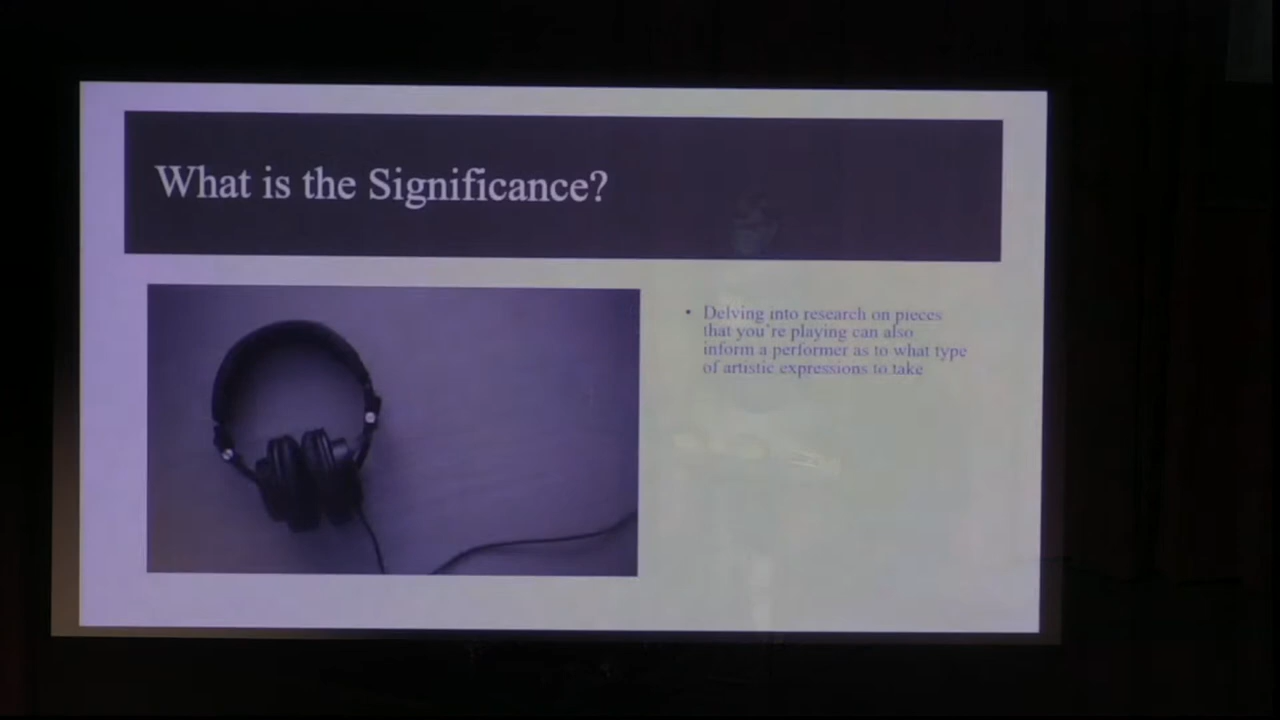 What is the Significance?
• Delving into research on pieces
that you're playing can also
inform a performer as to what type
of artistic expressions to take